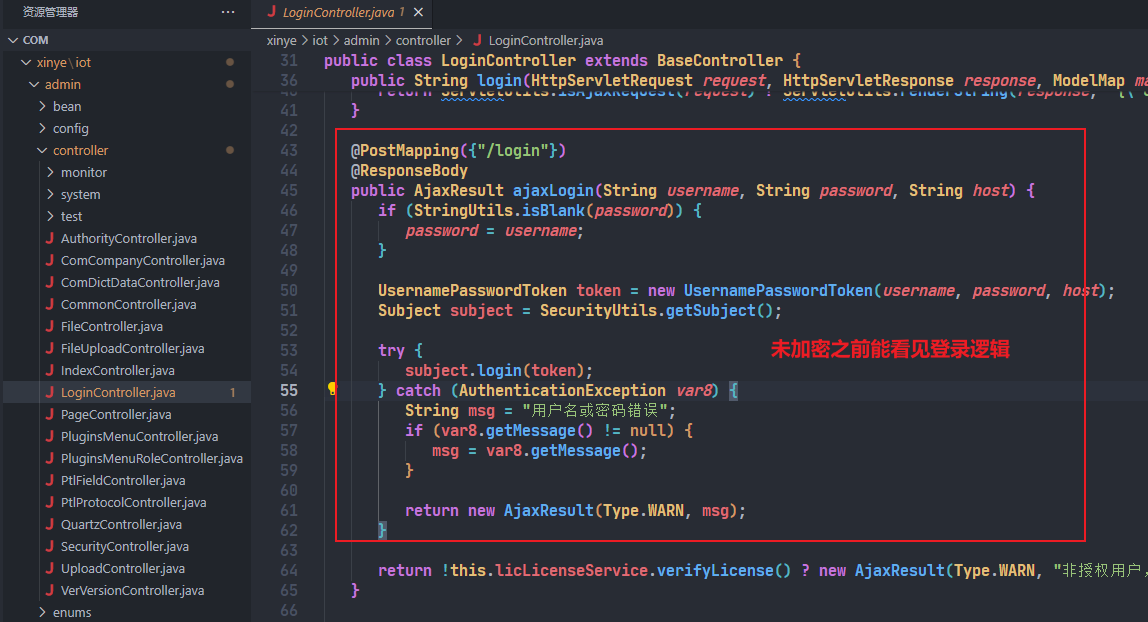 资源管理器 ···
COM
xinye\iot
admin
bean
config
controller
monitor
system
test
AuthorityController.java
ComCompanyController.java
ComDictDataController.java
CommonController.java
FileController.java
FileUploadController.java
IndexController.java
LoginController.java 1
PageController.java
PluginsMenuController.java
PluginsMenuRoleController.java
PtlFieldController.java
PtlProtocolController.java
QuartzController.java
SecurityController.java
UploadController.java
VerVersionController.java
enums
LoginController.java 1
xinye > iot > admin > controller > LoginController.java
31 public class LoginController extends BaseController {
36 public String login(HttpServletRequest request, HttpServletResponse response, ModelMap
return ServletUtils.isAjaxRequest(request) ? ServletUtils.renderString(response,
41 }
42
43 @PostMapping({"/login"})
44 @ResponseBody
45 public AjaxResult ajaxLogin(String username, String password, String host) {
46 if (StringUtils.isBlank(password)) {
47 password = username;
48 }
49
50 UsernamePasswordToken token = new UsernamePasswordToken(username, password, host);
51 Subject subject = SecurityUtils.getSubject();
52
53 try {
未加密之前能看见登录逻辑
54 subject.login(token);
55 } catch (AuthenticationException var8) {
56 String msg = "用户名或密码错误";
57 if (var8.getMessage() != null) {
58 msg = var8.getMessage();
59 }
60
61 return new AjaxResult(Type.WARN, msg);
62 }
63
64 return !this.licLicenseService.verifyLicense() ? new AjaxResult(Type.WARN, "非授权用户,
65 }
66